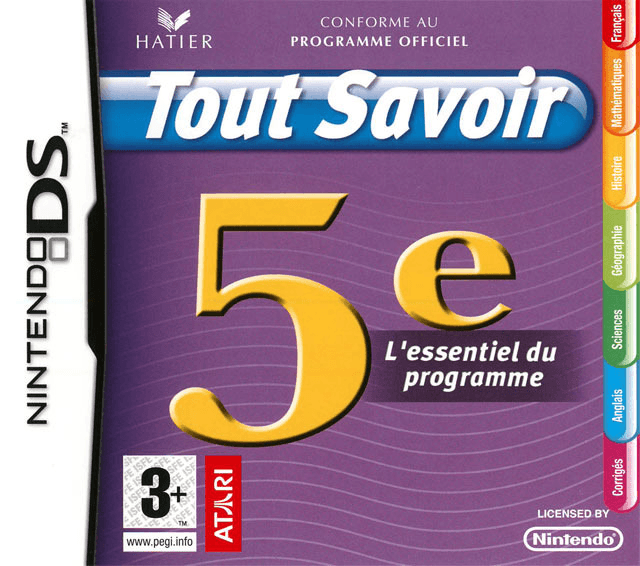 HATIER
CONFORME AU
PROGRAMME OFFICIEL
Tout Savoir
5e
L'essentiel du
programme
NINTENDO DS™
Français
Mathématiques
Histoire
Géographie
Sciences
Anglais
Corrigés
3+
™
www.pegi.info
ATARI
LICENSED BY
Nintendo